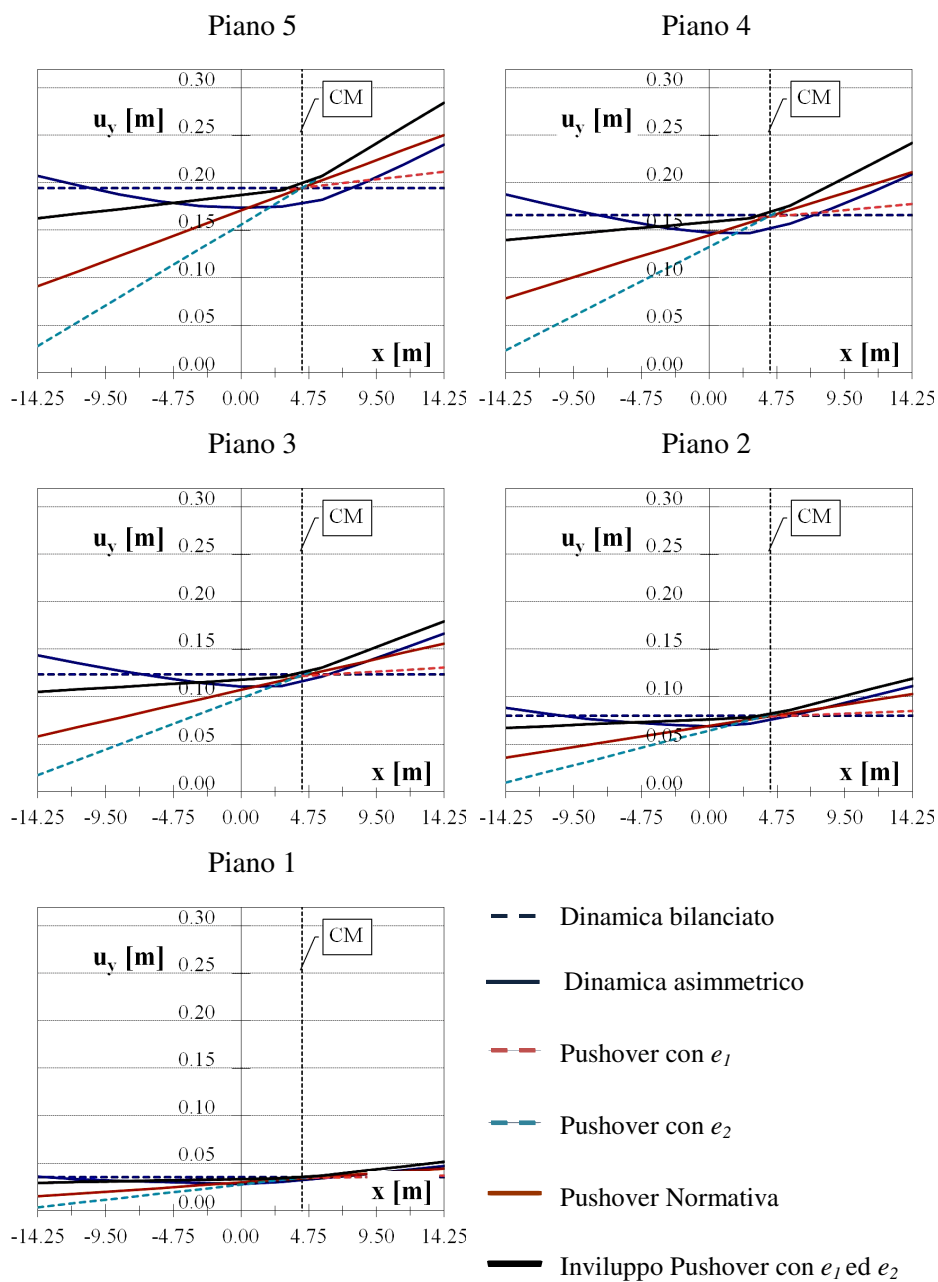 Piano 5
0.30
CM
0.25
u_y [m]
0.20
0.15
0.10
0.05
x [m]
0.00
-14.25 -9.50 -4.75 0.00 4.75 9.50 14.25
Piano 4
0.30
CM
0.25
u_y [m]
0.20
0.15
0.10
0.05
x [m]
0.00
-14.25 -9.50 -4.75 0.00 4.75 9.50 14.25
Piano 3
0.30
CM
0.25
u_y [m]
0.20
0.15
0.10
0.05
x [m]
0.00
-14.25 -9.50 -4.75 0.00 4.75 9.50 14.25
Piano 2
0.30
CM
0.25
u_y [m]
0.20
0.15
0.10
0.05
x [m]
0.00
-14.25 -9.50 -4.75 0.00 4.75 9.50 14.25
Piano 1
0.30
CM
0.25
u_y [m]
0.20
0.15
0.10
0.05
x [m]
0.00
-14.25 -9.50 -4.75 0.00 4.75 9.50 14.25
Dinamica bilanciato
Dinamica asimmetrico
Pushover con e_1
Pushover con e_2
Pushover Normativa
Inviluppo Pushover con e_1 ed e_2